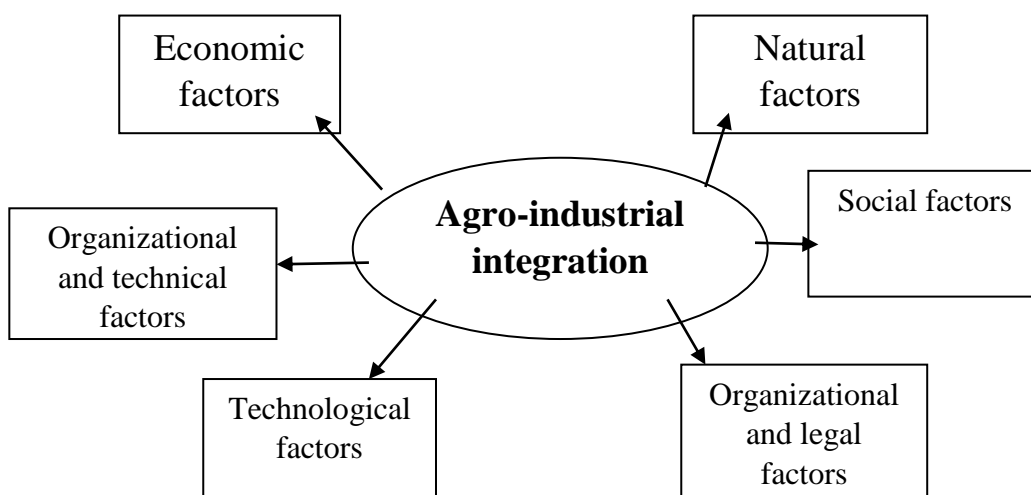 Economic
factors
Natural
factors
Agro-industrial
integration
Social factors
Organizational
and technical
factors
Technological
factors
Organizational
and legal
factors